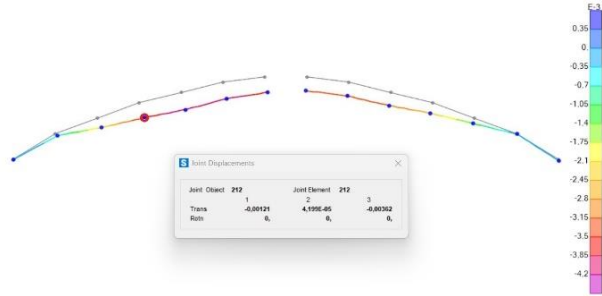 E-3
0.35
0.
-0.35
-0.7
-1.05
-1.4
-1.75
-2.1
-2.45
-2.8
-3.15
-3.5
-3.85
-4.2
Joint Displacements
Joint Object 212 Joint Element 212
1 2 3
Trans -0,00121 4,199E-05 -0,00362
Rotn 0, 0, 0,